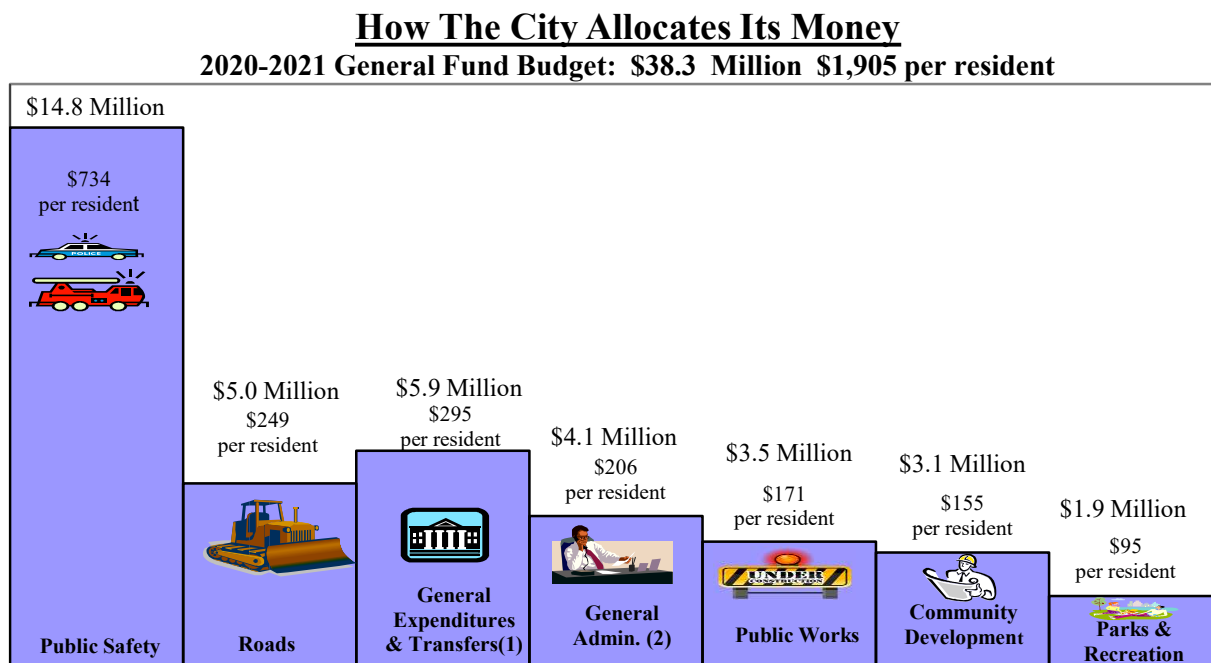 How The City Allocates Its Money
2020-2021 General Fund Budget: $38.3 Million $1,905 per resident
$14.8 Million
$734
per resident
POLICE
Public Safety
$5.0 Million
$249
per resident
Roads
$5.9 Million
$295
per resident
General
Expenditures
& Transfers(1)
$4.1 Million
$206
per resident
General
Admin. (2)
$3.5 Million
$171
per resident
UNDER
CONSTRUCTION
Public Works
$3.1 Million
$155
per resident
Community
Development
$1.9 Million
$95
per resident
Parks &
Recreation